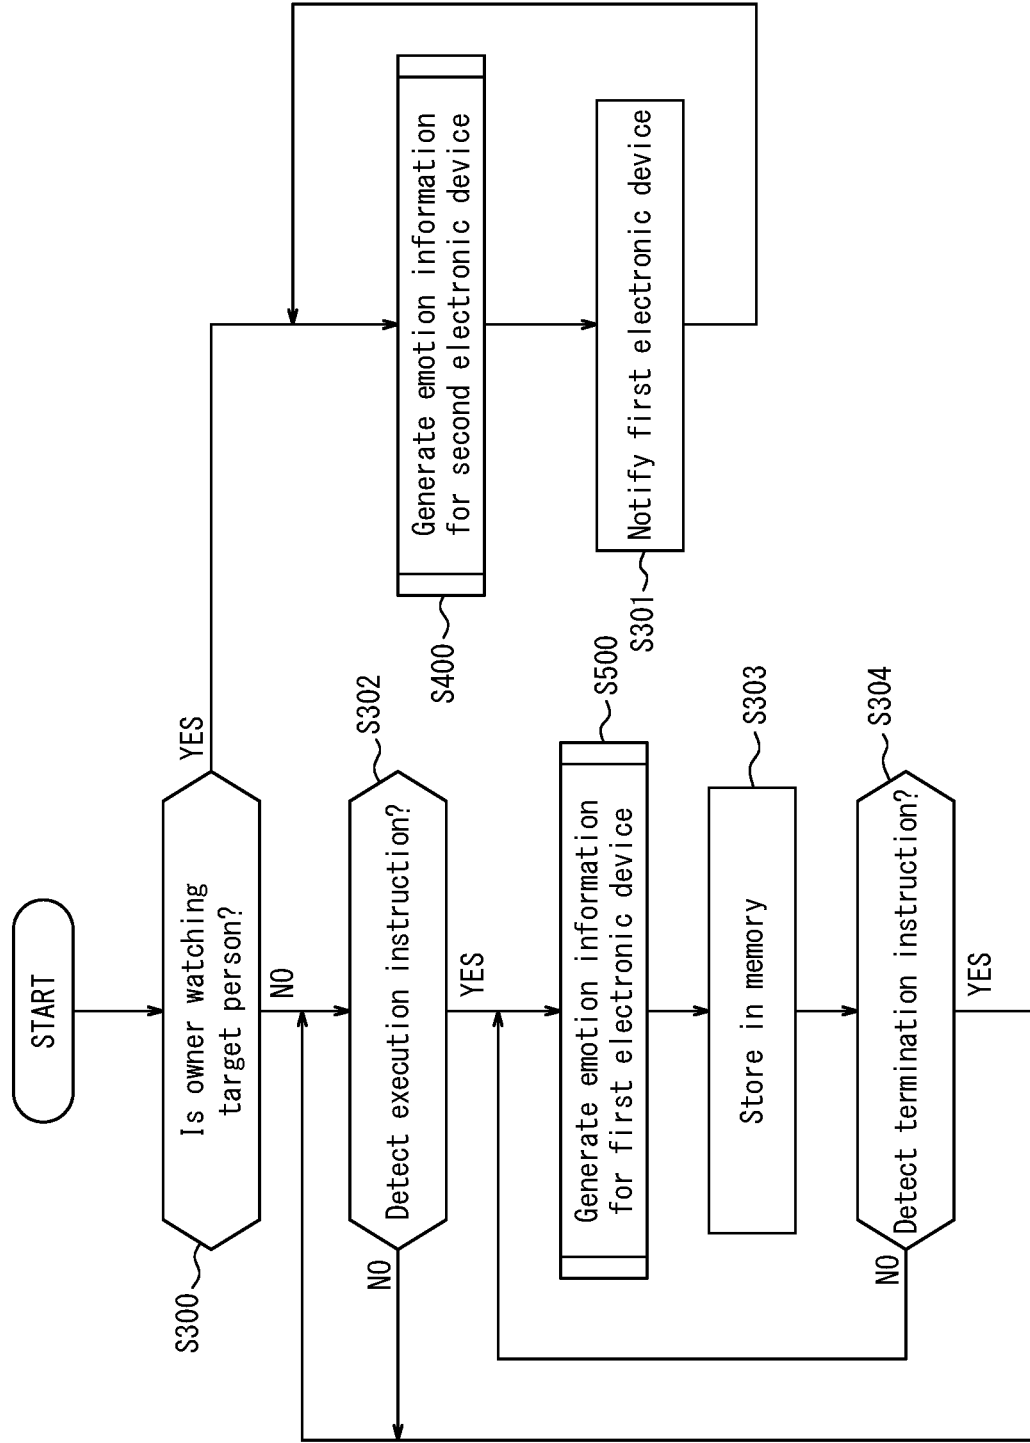 START
Is owner watching
target person?
S300
YES
NO
Detect execution instruction?
S302
NO
YES
Generate emotion information
for first electronic device
S500
Store in memory
S303
Detect termination instruction?
S304
NO
YES
Generate emotion information
for second electronic device
S400
Notify first electronic device
S301